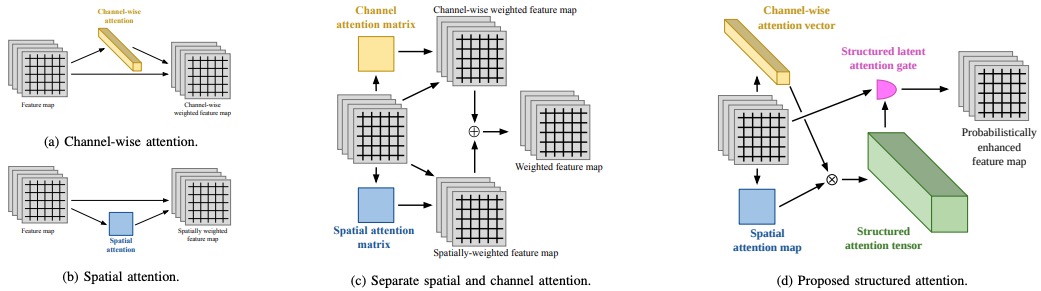 Channel-wise
attention
Feature map
Channel-wise
weighted feature map
(a) Channel-wise attention.
Feature map
Spatial
attention
Spatially weighted
feature map
(b) Spatial attention.
Channel
attention matrix
Channel-wise weighted feature map
⊕
Weighted feature map
Spatial attention
matrix
Spatially-weighted feature map
(c) Separate spatial and channel attention.
Channel-wise
attention vector
Structured latent
attention gate
Probabilistically
enhanced
feature map
⊗
Spatial
attention map
Structured
attention tensor
(d) Proposed structured attention.